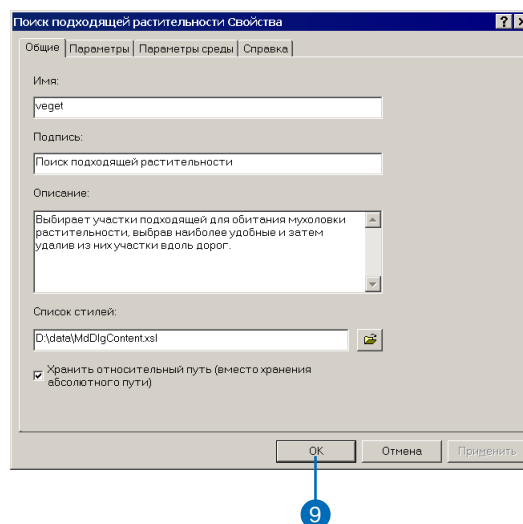 Поиск подходящей растительности Свойства
Общие Параметры Параметры среды Справка
Имя:
veget
Подпись:
Поиск подходящей растительности
Описание:
Выбирает участки подходящей для обитания мухоловки
растительности, выбрав наиболее удобные и затем
удалив из них участки вдоль дорог.
Список стилей:
D:\data\MdDlgContent.xsl
Хранить относительный путь (вместо хранения
абсолютного пути)
OK Отмена Применить
9